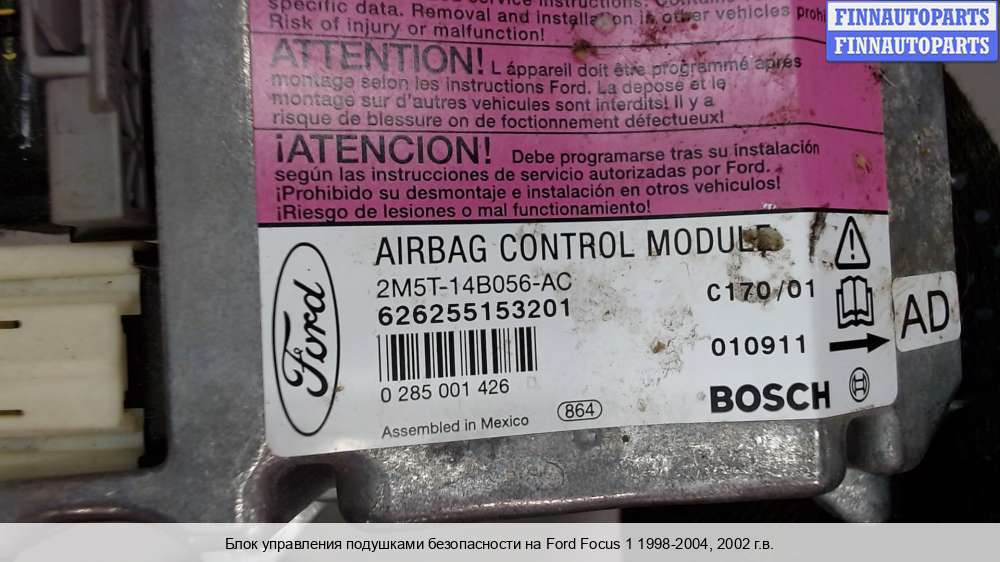 specific data. Removal and installation in other vehicles prohi
Risk of injury or malfunction!
ATTENTION! L áppareil doit être programmé après
montage selon les instructions Ford. La depose et le
montage sur d'autres vehicules sont interdits! Il y a
risque de blessure on de foctionnement défectueux!
¡ATENCION! Debe programarse tras su instalación
según las instrucciones de servicio autorizadas por Ford.
¡Prohibido su desmontaje e instalación en otros vehiculos!
¡Riesgo de lesiones o mal functionamiento!
Ford
AIRBAG CONTROL MODULE
2M5T-14B056-AC
C170/01
626255153201
AD
010911
0 285 001 426
BOSCH
Assembled in Mexico
864
FINNAUTOPARTS
FINNAUTOPARTS
Блок управления подушками безопасности на Ford Focus 1 1998-2004, 2002 г.в.